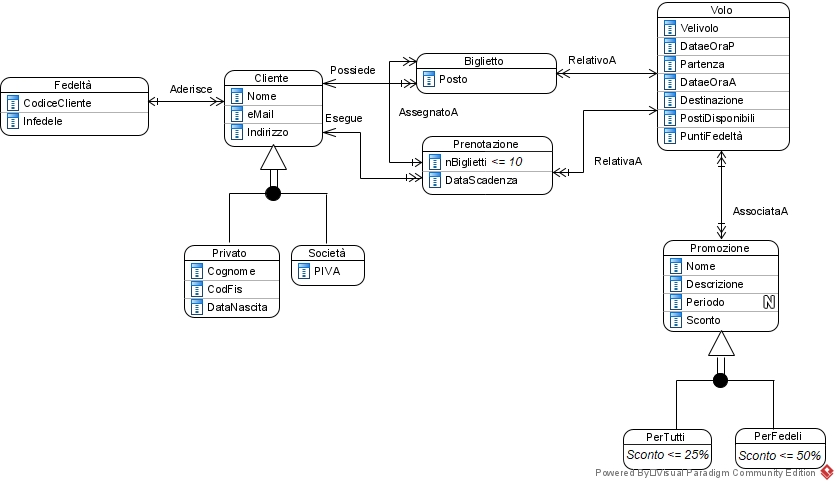 Volo
Velivolo
DataeOraP
Partenza
DataeOraA
Destinazione
PostiDisponibili
PuntiFedeltà
Biglietto
Posto
RelativoA
Possiede
Cliente
Nome
eMail
Indirizzo
Fedeltà
CodiceCliente
Infedele
Aderisce
AssegnatoA
Esegue
Prenotazione
nBiglietti <= 10
DataScadenza
RelativaA
AssociataA
Privato
Cognome
CodFis
DataNascita
Società
PIVA
Promozione
Nome
Descrizione
Periodo N
Sconto
PerTutti
Sconto <= 25%
PerFedeli
Sconto <= 50%
Powered By Visual Paradigm Community Edition